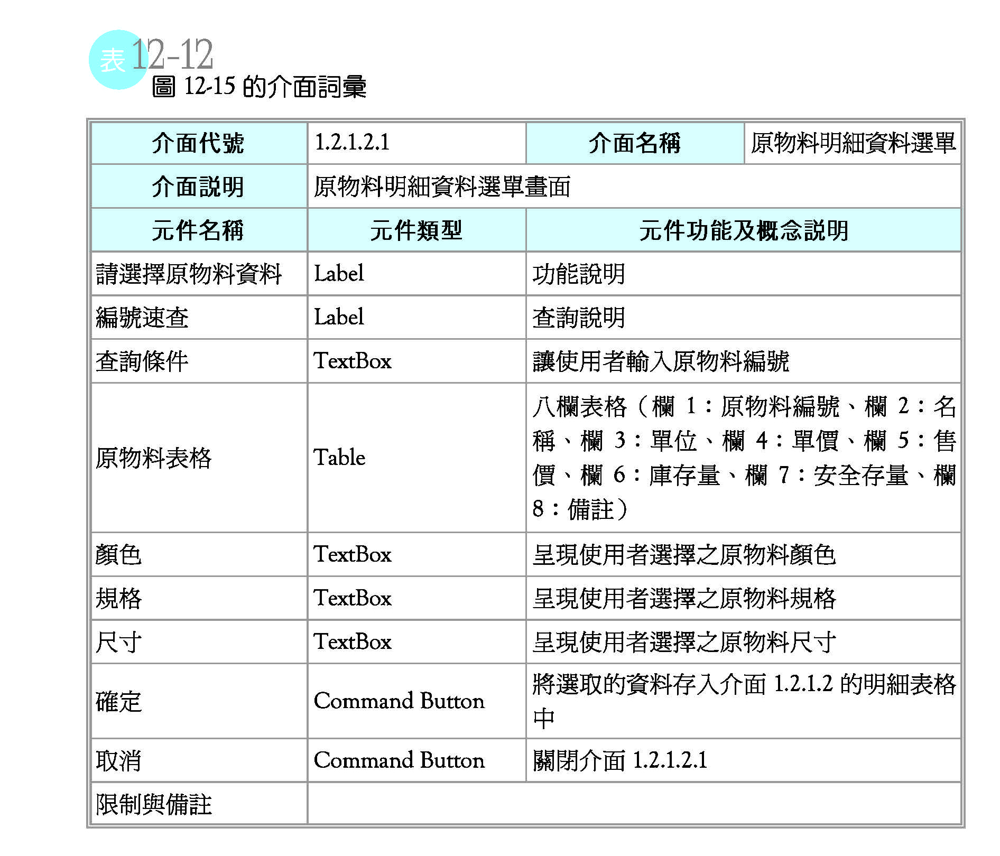 表12-12
圖 12-15 的介面詞彙
介面代號 1.2.1.2.1 介面名稱 原物料明細資料選單
介面說明 原物料明細資料選單畫面
元件名稱 元件類型 元件功能及概念說明
請選擇原物料資料 Label 功能說明
編號速查 Label 查詢說明
查詢條件 TextBox 讓使用者輸入原物料編號
原物料表格 Table 八欄表格（欄 1：原物料編號、欄 2：名
稱、欄 3：單位、欄 4：單價、欄 5：售
價、欄 6：庫存量、欄 7：安全存量、欄
8：備註）
顏色 TextBox 呈現使用者選擇之原物料顏色
規格 TextBox 呈現使用者選擇之原物料規格
尺寸 TextBox 呈現使用者選擇之原物料尺寸
確定 Command Button 將選取的資料存入介面 1.2.1.2 的明細表格
中
取消 Command Button 關閉介面 1.2.1.2.1
限制與備註